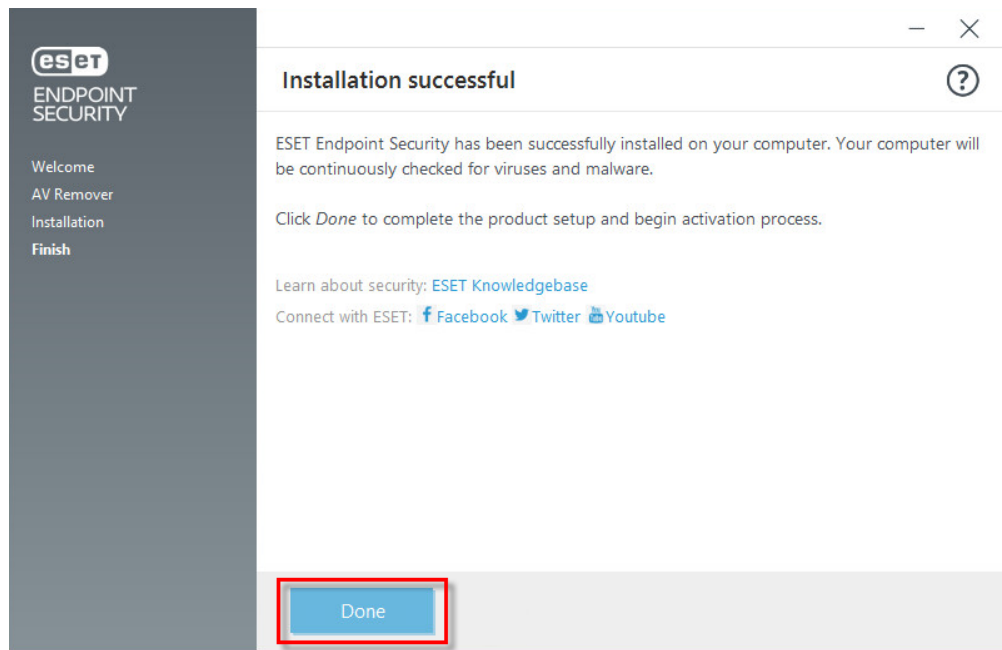 eset
ENDPOINT
SECURITY
Welcome
AV Remover
Installation
Finish
Installation successful
?
ESET Endpoint Security has been successfully installed on your computer. Your computer will
be continuously checked for viruses and malware.
Click Done to complete the product setup and begin activation process.
Learn about security: ESET Knowledgebase
Connect with ESET: Facebook Twitter Youtube
Done